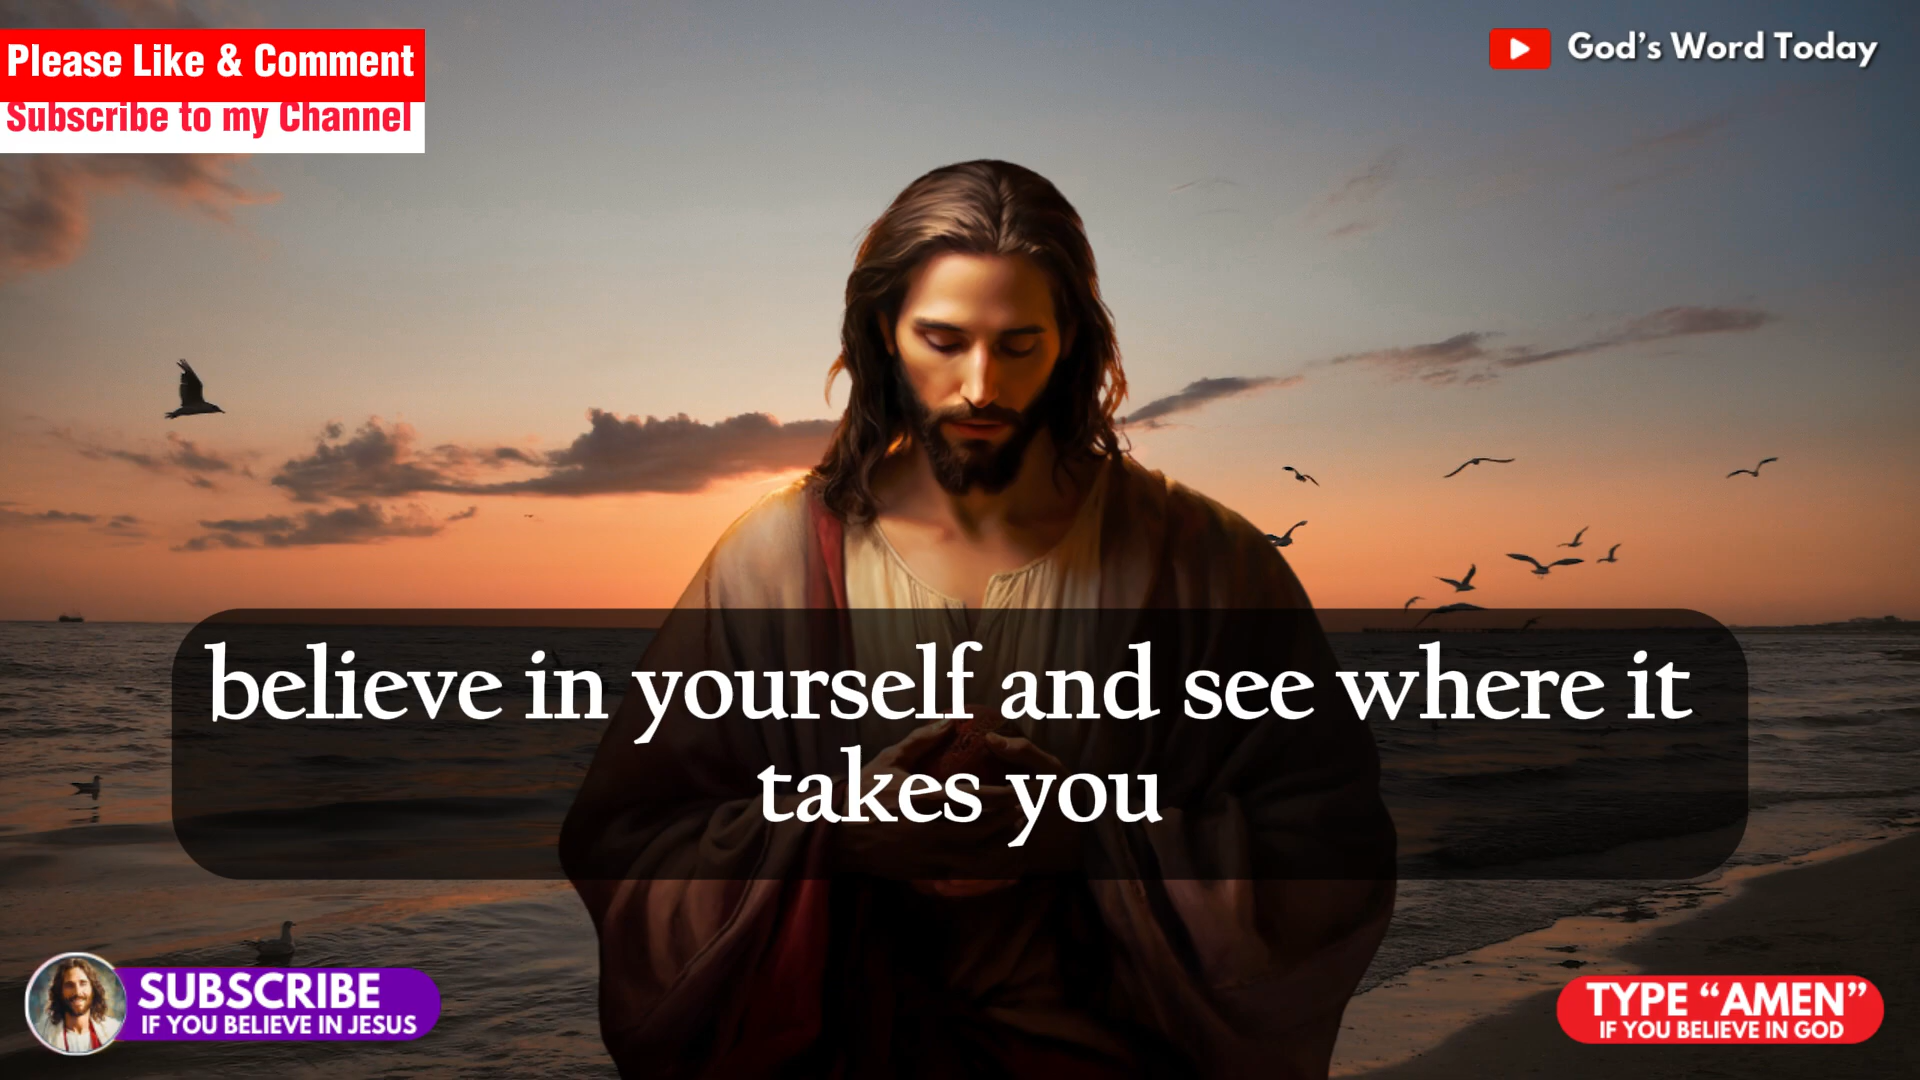 Please Like & Comment
Subscribe to my Channel
God's Word Today
believe in yourself and see where it
takes you
SUBSCRIBE
IF YOU BELIEVE IN JESUS
TYPE “AMEN”
IF YOU BELIEVE IN GOD